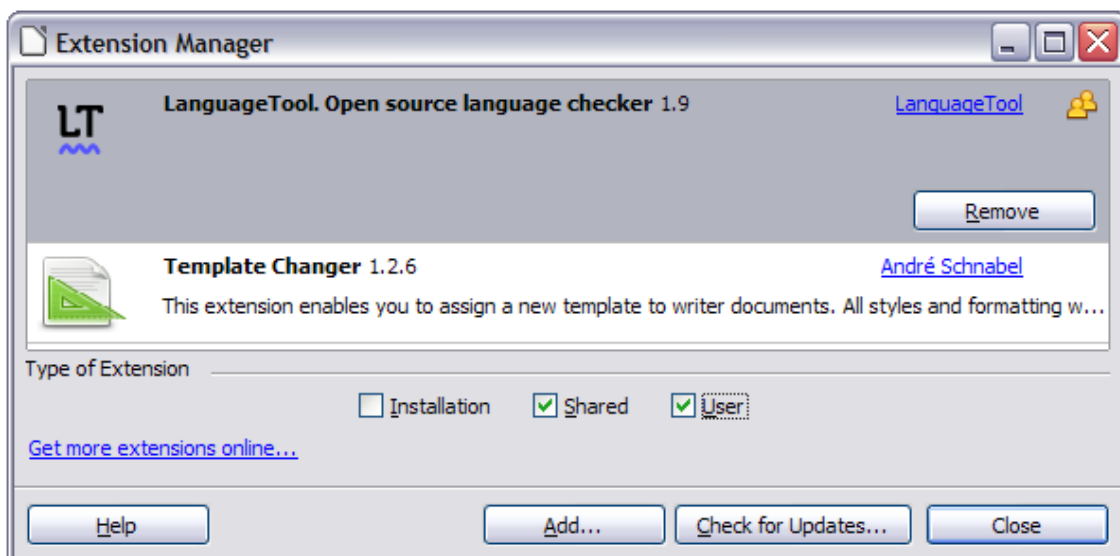 Extension Manager
LT
LanguageTool. Open source language checker 1.9 LanguageTool
Remove
Template Changer 1.2.6 André Schnabel
This extension enables you to assign a new template to writer documents. All styles and formatting w...
Type of Extension
Installation Shared User
Get more extensions online...
Help Add... Check for Updates... Close